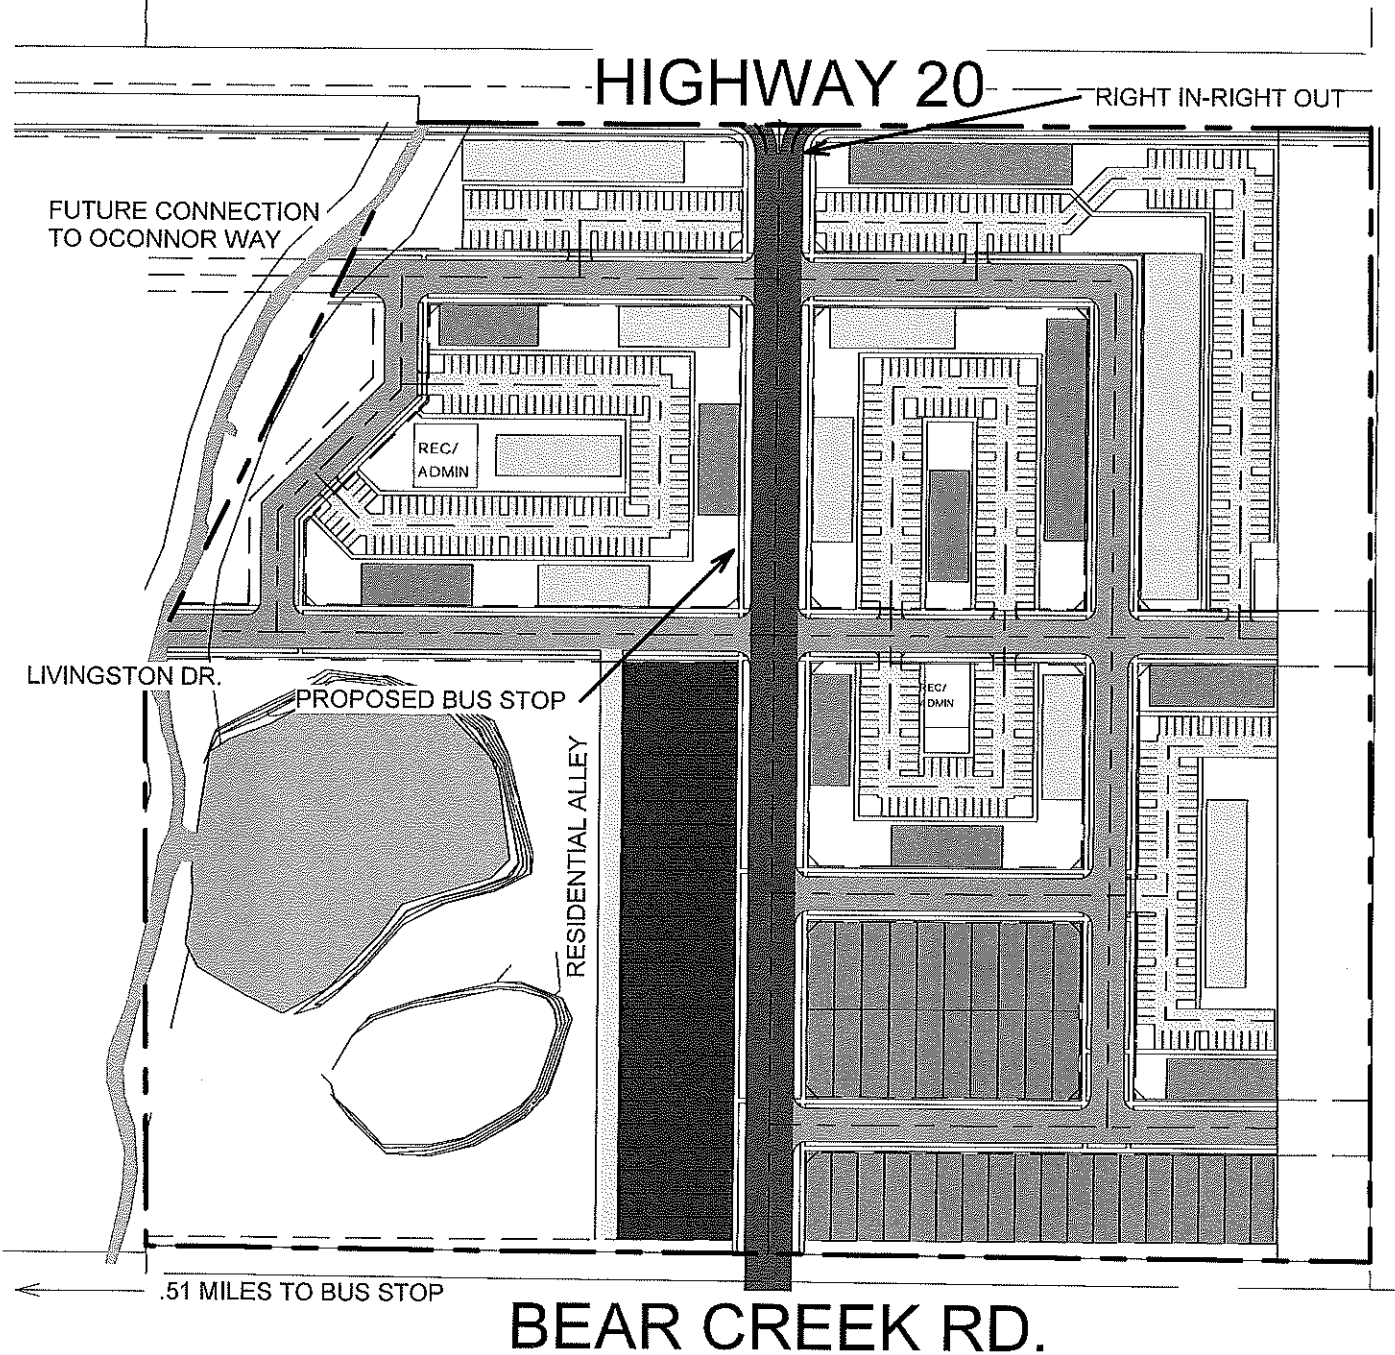 HIGHWAY 20
RIGHT IN-RIGHT OUT
FUTURE CONNECTION
TO OCONNOR WAY
REC/
ADMIN
LIVINGSTON DR.
PROPOSED BUS STOP
REC/
ADMIN
RESIDENTIAL ALLEY
.51 MILES TO BUS STOP
BEAR CREEK RD.